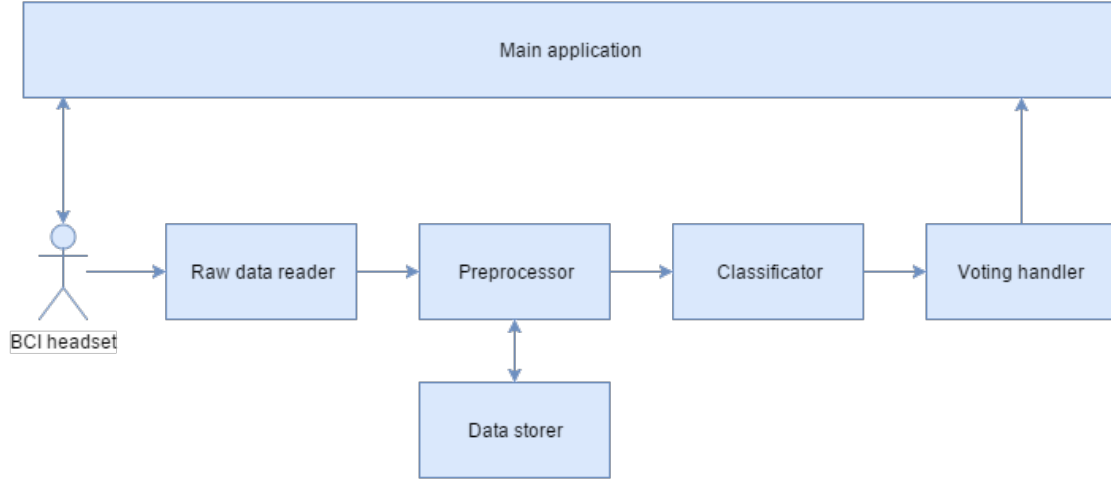 Main application
Raw data reader
Preprocessor
Classificator
Voting handler
BCI headset
Data storer